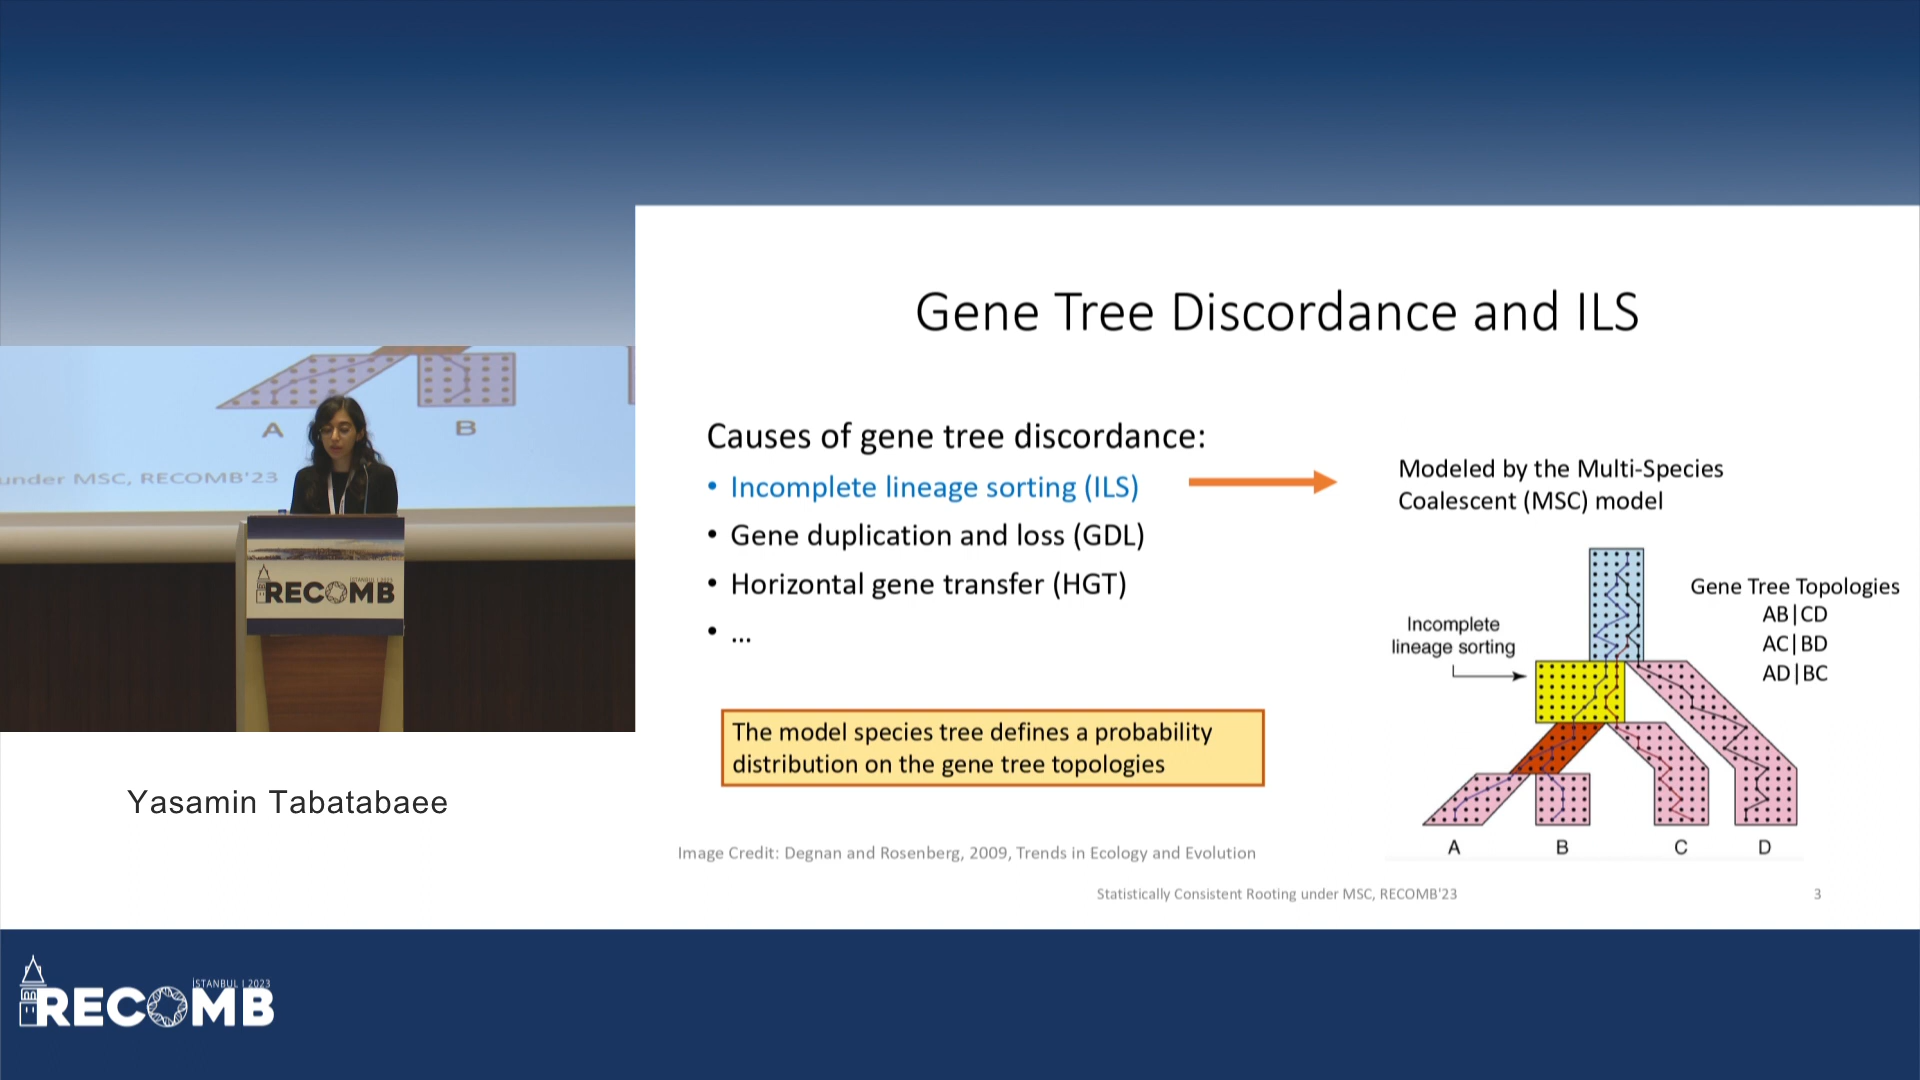 Gene Tree Discordance and ILS
Causes of gene tree discordance:
• Incomplete lineage sorting (ILS)
• Gene duplication and loss (GDL)
• Horizontal gene transfer (HGT)
• ...
Modeled by the Multi-Species
Coalescent (MSC) model
Gene Tree Topologies
AB|CD
AC|BD
AD|BC
Incomplete
lineage sorting
The model species tree defines a probability
distribution on the gene tree topologies
A B C D
Image Credit: Degnan and Rosenberg, 2009, Trends in Ecology and Evolution
Statistically Consistent Rooting under MSC, RECOMB'23
3
A B
under MSC, RECOMB'23
ISTANBUL | 2023
RECOMB
Yasamin Tabatabaee
İSTANBUL | 2023
RECOMB